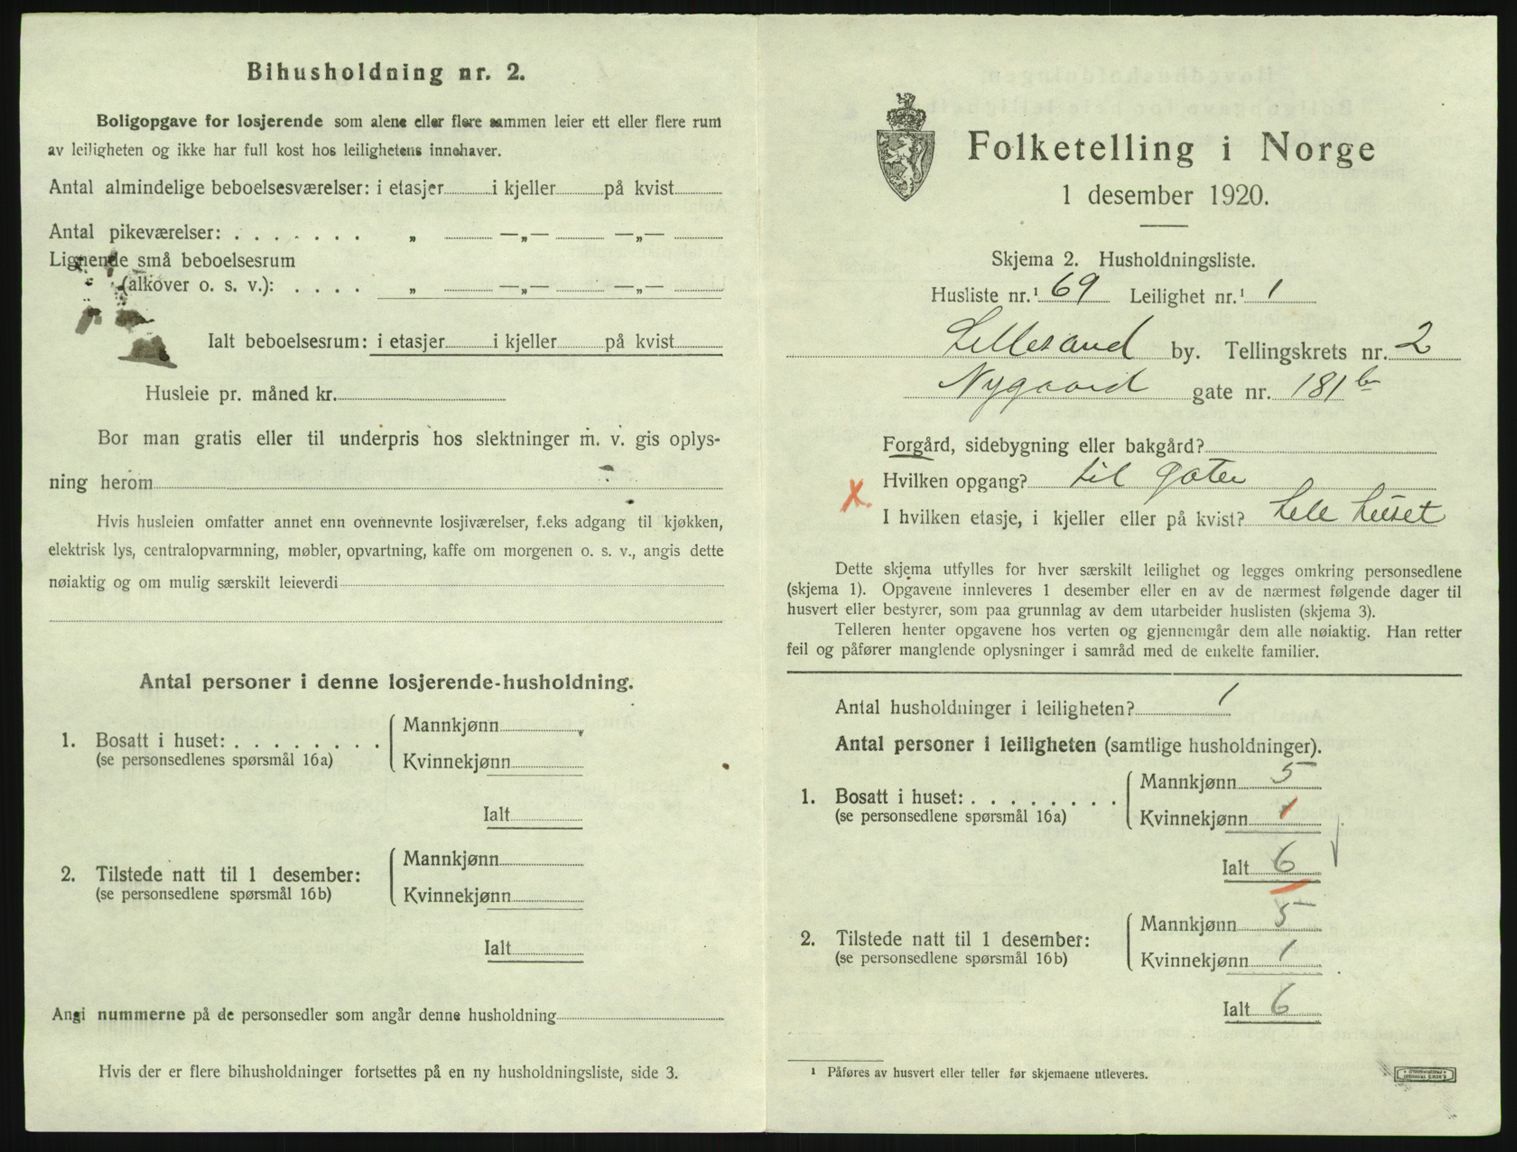 Bihusholdning nr. 2.
Boligopgave for losjerende som alene eller flere sammen leier ett eller flere rum
av leiligheten og ikke har full kost hos leilighetens innehaver.
Antal almindelige beboelsesværelser: i etasjer i kjeller på kvist
Antal pikeværelser: . . . . . . . „ —„— —„—
Lignende små beboelsesrum
(alkover o. s. v.): . . . . „ —„— —„—
Ialt beboelsesrum: i etasjer i kjeller på kvist
Husleie pr. måned kr.
Bor man gratis eller til underpris hos slektninger m. v. gis oplys-
ning herom
Hvis husleien omfatter annet enn ovennevnte losjiværelser, f.eks adgang til kjøkken,
elektrisk lys, centralopvarmning, møbler, opvartning, kaffe om morgenen o. s. v., angis dette
nøiaktig og om mulig særskilt leieverdi
Antal personer i denne losjerende-husholdning.
1. Bosatt i huset: . . . . . . . . Mannkjønn
(se personsedlenes spørsmål 16a) Kvinnekjønn
Ialt
2. Tilstede natt til 1 desember: Mannkjønn
(se personsedlene spørsmål 16b) Kvinnekjønn
Ialt
Angi nummerne på de personsedler som angår denne husholdning
Hvis der er flere bihusholdninger fortsettes på en ny husholdningsliste, side 3.
Folketelling i Norge
1 desember 1920.
Skjema 2. Husholdningsliste.
Husliste nr.¹ 69 Leilighet nr.¹ 1
Lillesand by. Tellingskrets nr. 2
Nygaard gate nr. 181 b
Forgård, sidebygning eller bakgård?
X Hvilken opgang? til gaten
I hvilken etasje, i kjeller eller på kvist? Hele huset
Dette skjema utfylles for hver særskilt leilighet og legges omkring personsedlene
(skjema 1). Opgavene innleveres 1 desember eller en av de nærmest følgende dager til
husvert eller bestyrer, som paa grunnlag av dem utarbeider huslisten (skjema 3).
Telleren henter opgavene hos verten og gjennemgår dem alle nøiaktig. Han retter
feil og påfører manglende oplysninger i samråd med de enkelte familier.
Antal husholdninger i leiligheten? 1
Antal personer i leiligheten (samtlige husholdninger).
1. Bosatt i huset: . . . . . . . . Mannkjønn 5
(se personsedlene spørsmål 16a) Kvinnekjønn 1
Ialt 6
2. Tilstede natt til 1 desember: Mannkjønn 5
(se personsedlene spørsmål 16b) Kvinnekjønn 1
Ialt 6
¹ Påføres av husvert eller teller før skjemaene utleveres.